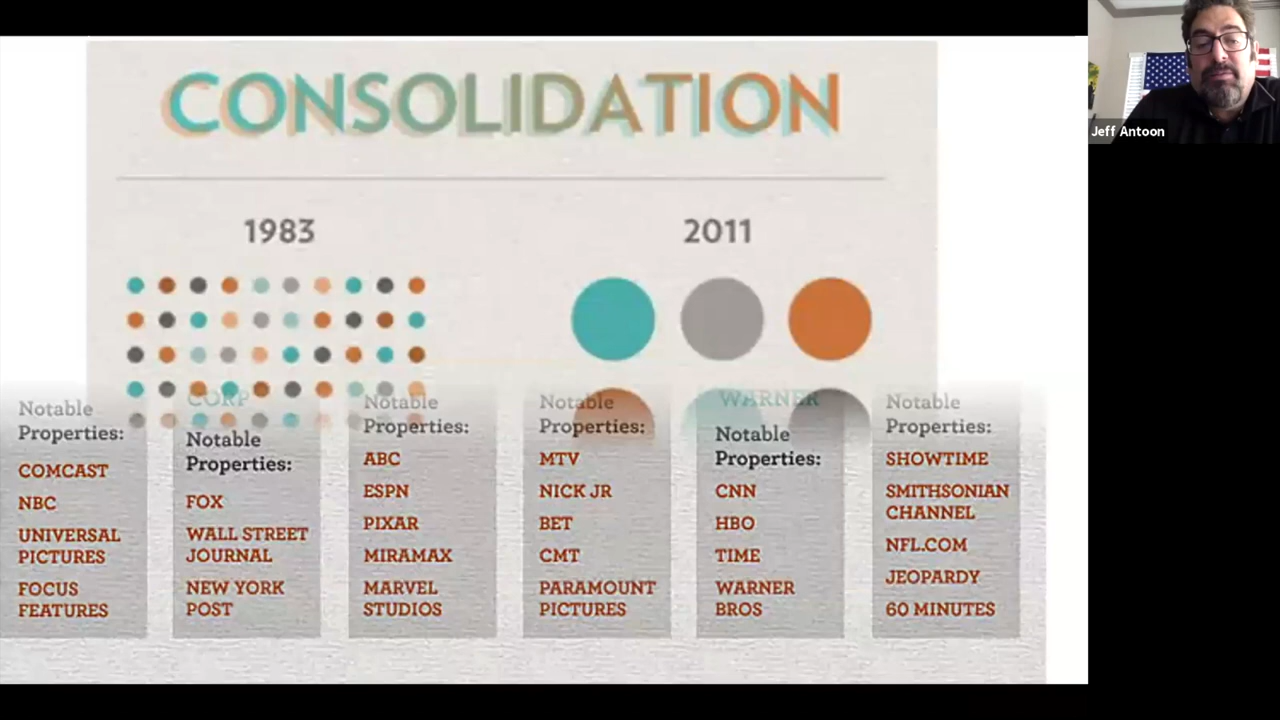 CONSOLIDATION
1983
2011
Notable
Properties:
COMCAST
NBC
UNIVERSAL
PICTURES
FOCUS
FEATURES
CORP
Notable
Properties:
FOX
WALL STREET
JOURNAL
NEW YORK
POST
Notable
Properties:
ABC
ESPN
PIXAR
MIRAMAX
MARVEL
STUDIOS
Notable
Properties:
MTV
NICK JR
BET
CMT
PARAMOUNT
PICTURES
WARNER
Notable
Properties:
CNN
HBO
TIME
WARNER
BROS
Notable
Properties:
SHOWTIME
SMITHSONIAN
CHANNEL
NFL.COM
JEOPARDY
60 MINUTES
Jeff Antoon